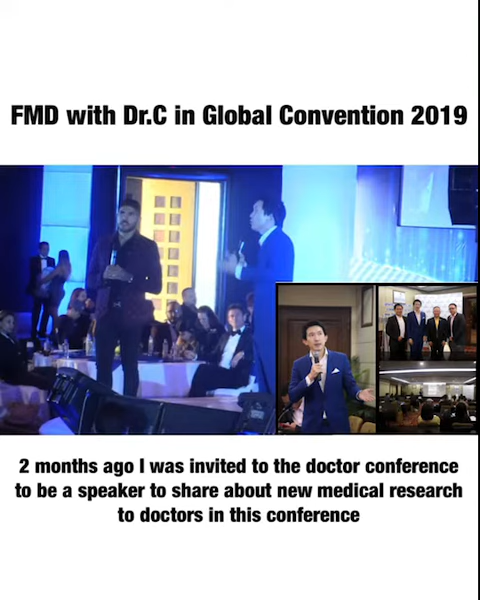 FMD with Dr.C in Global Convention 2019
2 months ago I was invited to the doctor conference
to be a speaker to share about new medical research
to doctors in this conference